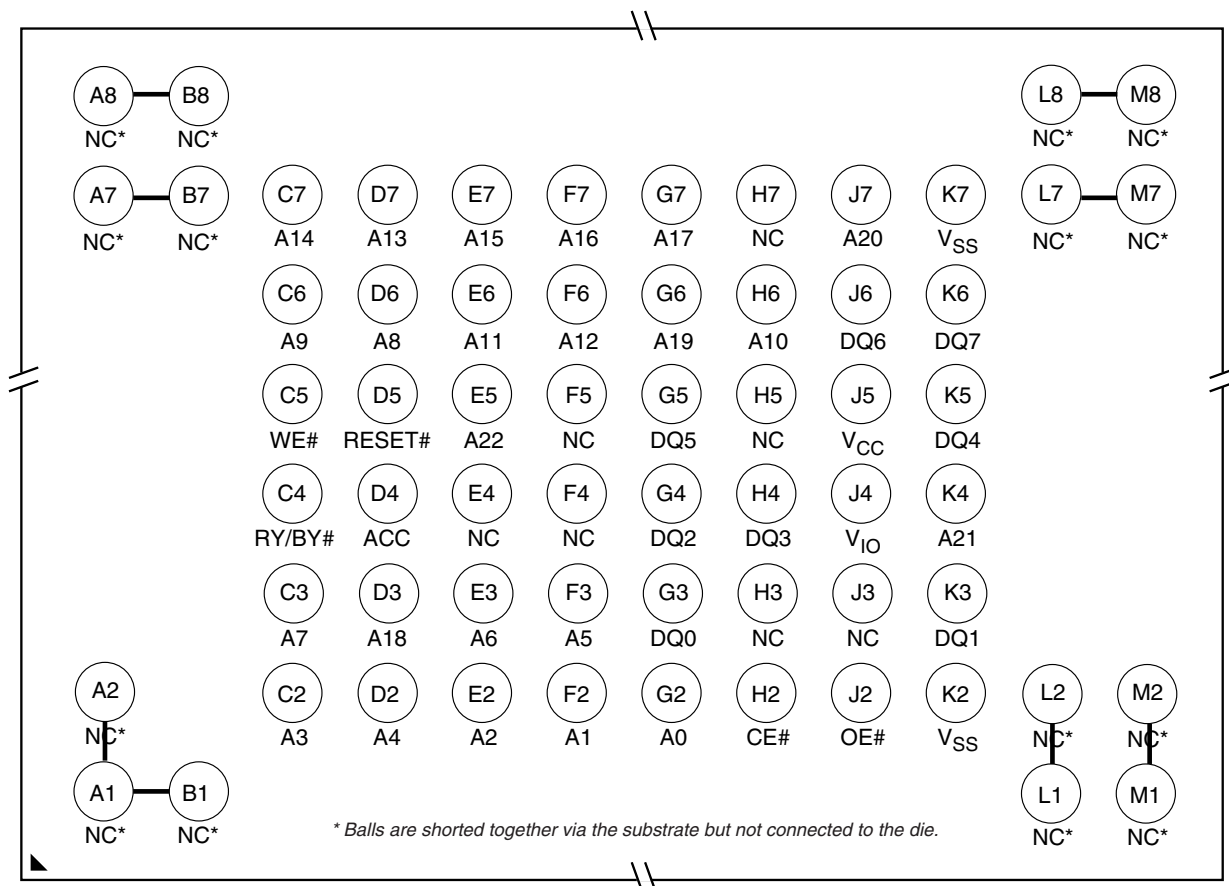 A8 B8 L8 M8
NC* NC* NC* NC*
A7 B7 C7 D7 E7 F7 G7 H7 J7 K7 L7 M7
NC* NC* A14 A13 A15 A16 A17 NC A20 VSS NC* NC*
C6 D6 E6 F6 G6 H6 J6 K6
A9 A8 A11 A12 A19 A10 DQ6 DQ7
C5 D5 E5 F5 G5 H5 J5 K5
WE# RESET# A22 NC DQ5 NC VCC DQ4
C4 D4 E4 F4 G4 H4 J4 K4
RY/BY# ACC NC NC DQ2 DQ3 VIO A21
C3 D3 E3 F3 G3 H3 J3 K3
A7 A18 A6 A5 DQ0 NC NC DQ1
A2 C2 D2 E2 F2 G2 H2 J2 K2 L2 M2
NC* A3 A4 A2 A1 A0 CE# OE# VSS NC* NC*
A1 B1 L1 M1
NC* NC* NC* NC*
* Balls are shorted together via the substrate but not connected to the die.